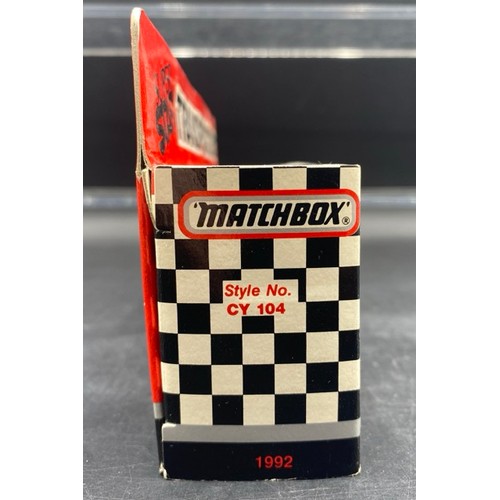 'MATCHBOX'®
Style No.
CY 104
1992